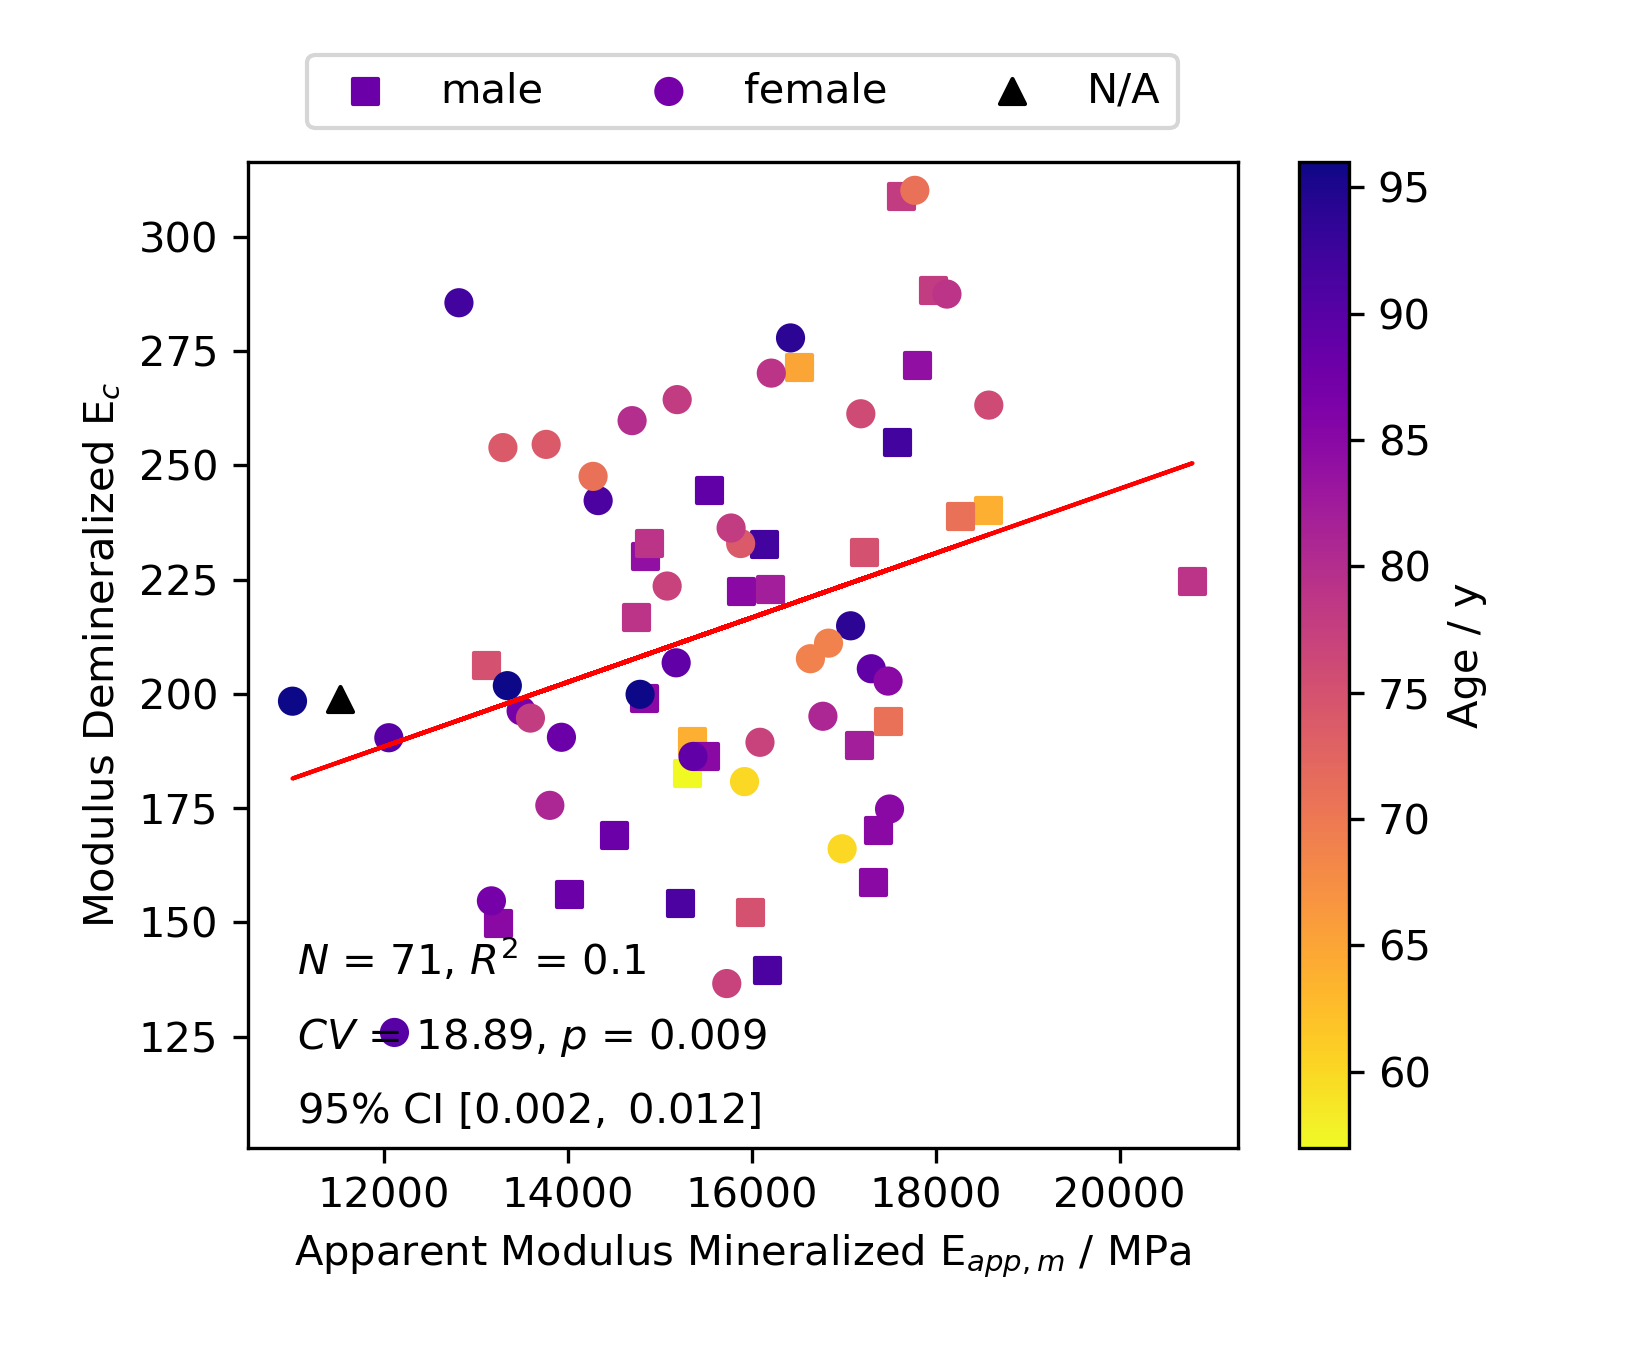 male female N/A
300
275
250
225
200
175
150
125
Modulus Demineralized E_c
N = 71, R² = 0.1
CV = 18.89, p = 0.009
95% CI [0.002, 0.012]
12000 14000 16000 18000 20000
Apparent Modulus Mineralized E_app,m / MPa
95
90
85
80
75
70
65
60
Age / y